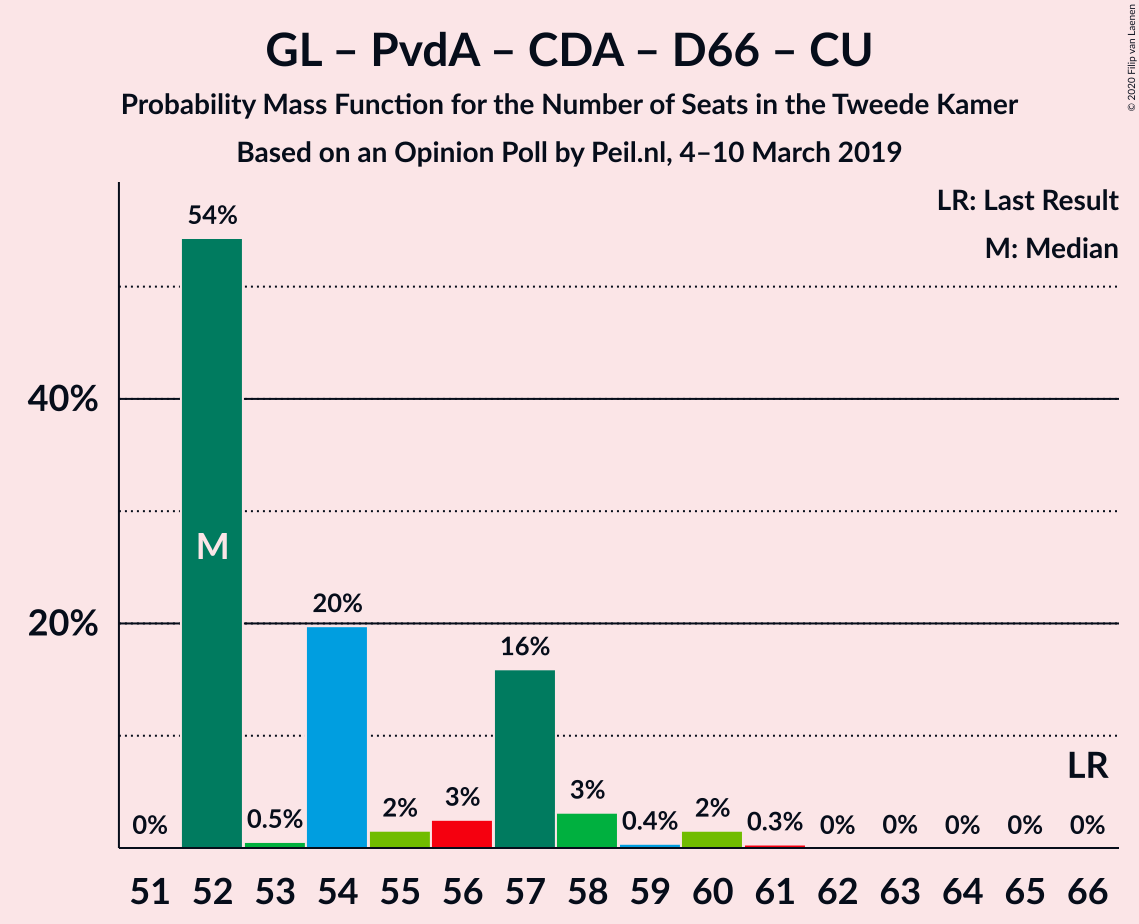 GL – PvdA – CDA – D66 – CU
Probability Mass Function for the Number of Seats in the Tweede Kamer
Based on an Opinion Poll by Peil.nl, 4–10 March 2019
© 2020 Filip van Laenen
LR: Last Result
M: Median
40%
20%
54%
M
0%
0.5%
20%
2%
3%
16%
3%
0.4%
2%
0.3%
0%
0%
0%
0%
0%
LR
51 52 53 54 55 56 57 58 59 60 61 62 63 64 65 66